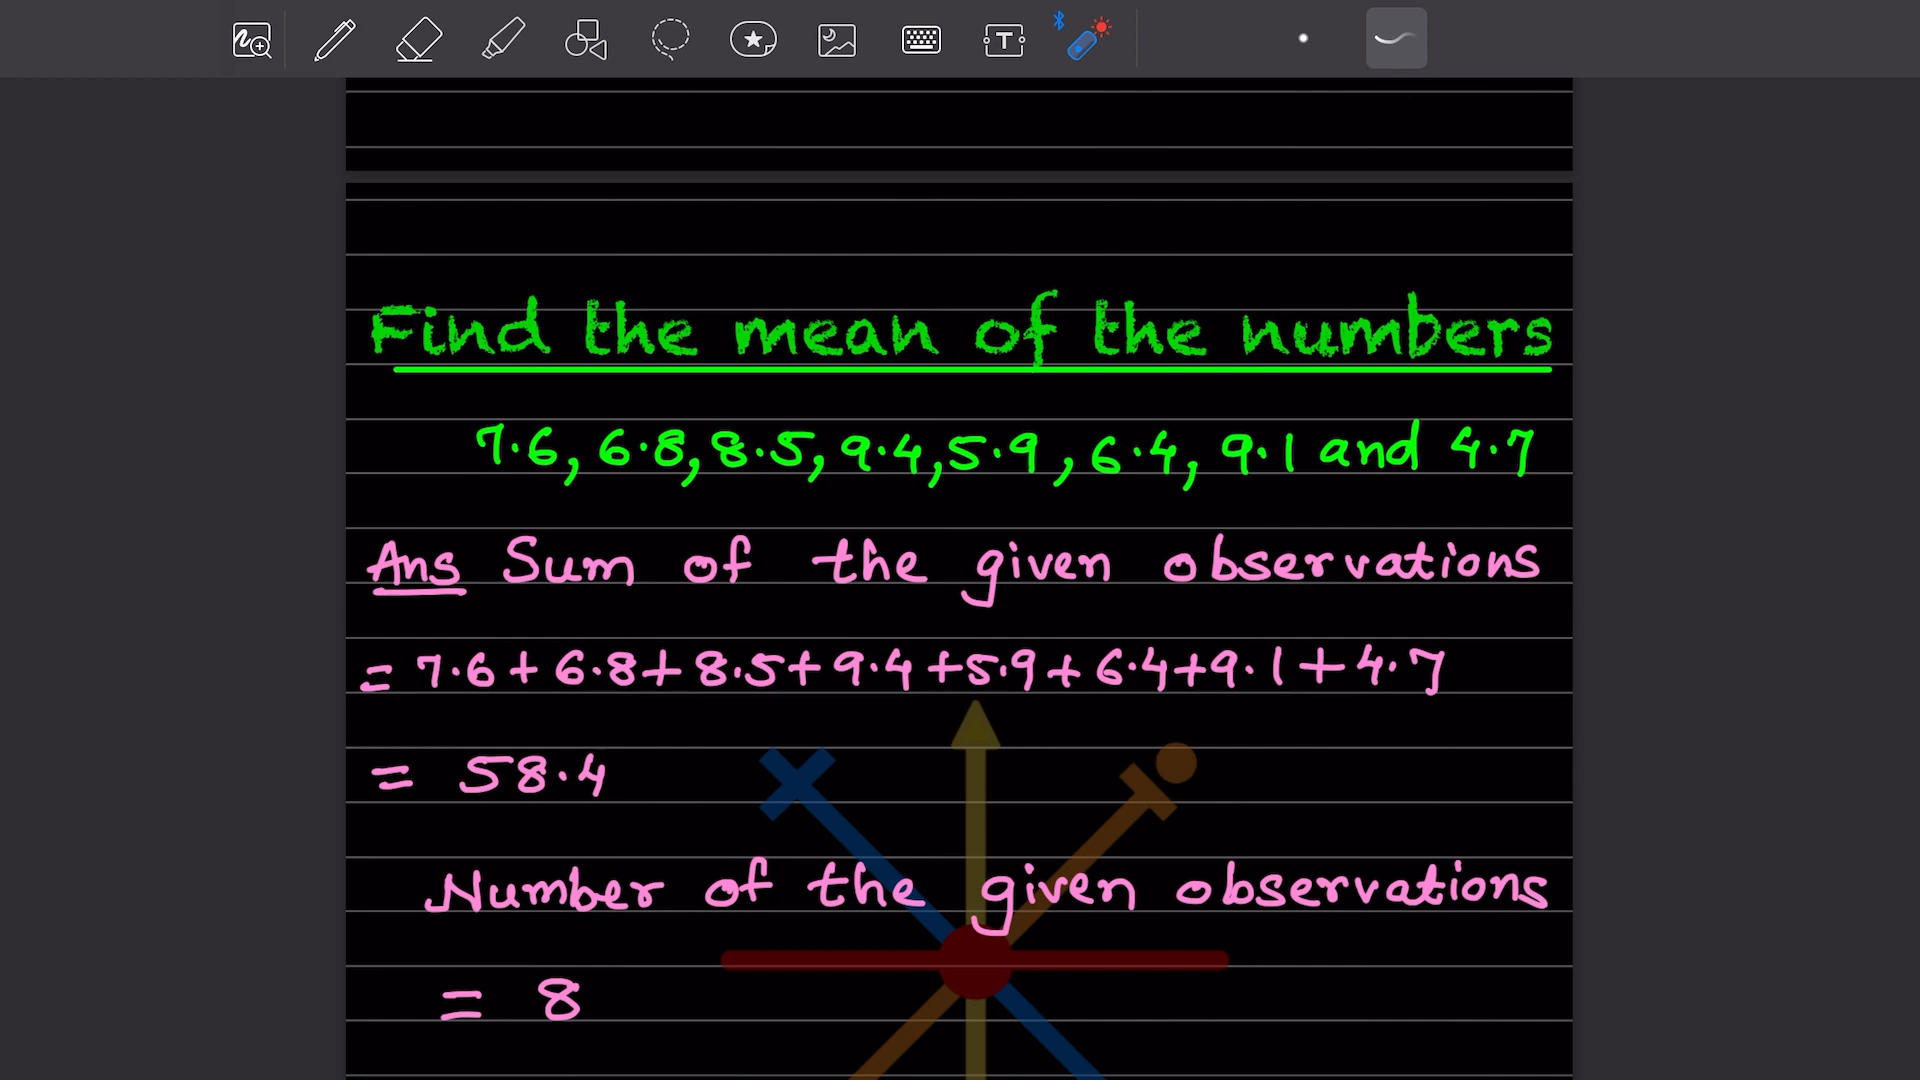 Find the mean of the numbers
7.6, 6.8, 8.5, 9.4, 5.9, 6.4, 9.1 and 4.7
Ans Sum of the given observations
= 7.6 + 6.8 + 8.5 + 9.4 + 5.9 + 6.4 + 9.1 + 4.7
= 58.4
Number of the given observations
= 8